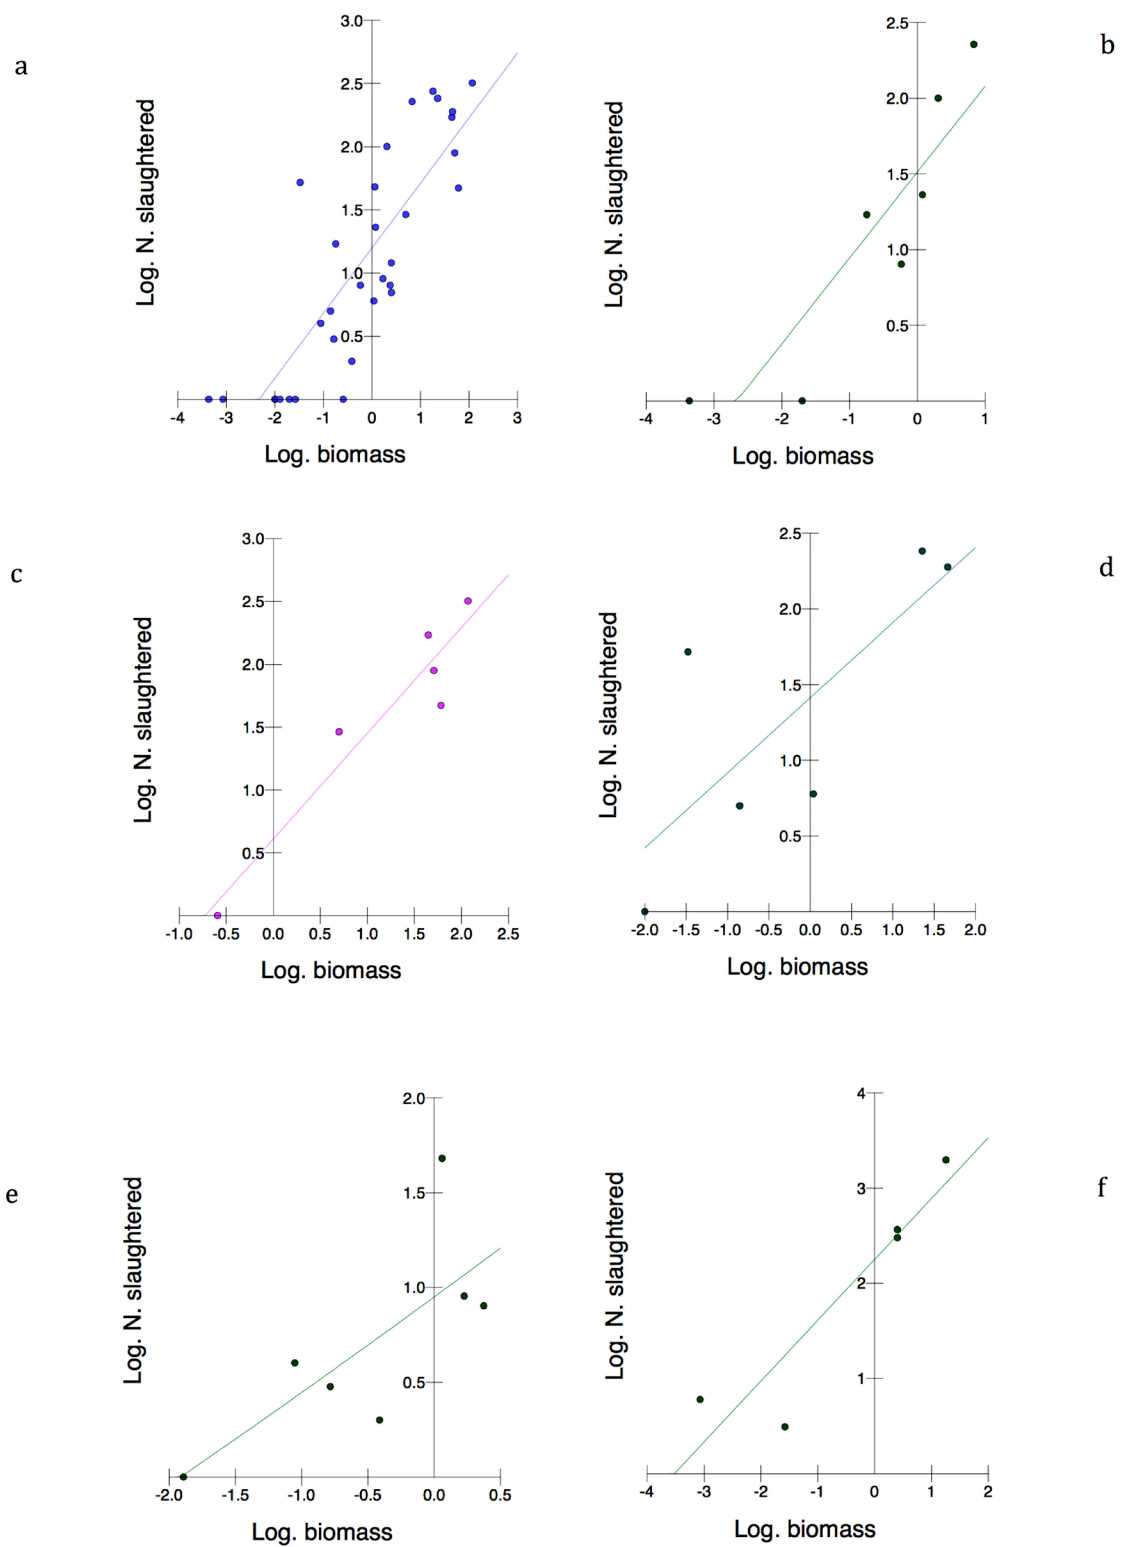 a
3.0
2.5
2.0
1.5
1.0
0.5
-4 -3 -2 -1 0 1 2 3
Log. N. slaughtered
Log. biomass
b
2.5
2.0
1.5
1.0
0.5
-4 -3 -2 -1 0 1
Log. N. slaughtered
Log. biomass
c
3.0
2.5
2.0
1.5
1.0
0.5
-1.0 -0.5 0.0 0.5 1.0 1.5 2.0 2.5
Log. N. slaughtered
Log. biomass
d
2.5
2.0
1.5
1.0
0.5
-2.0 -1.5 -1.0 -0.5 0.0 0.5 1.0 1.5 2.0
Log. N. slaughtered
Log. biomass
e
2.0
1.5
1.0
0.5
-2.0 -1.5 -1.0 -0.5 0.0 0.5
Log. N. slaughtered
Log. biomass
f
4
3
2
1
-4 -3 -2 -1 0 1 2
Log. N. slaughtered
Log. biomass